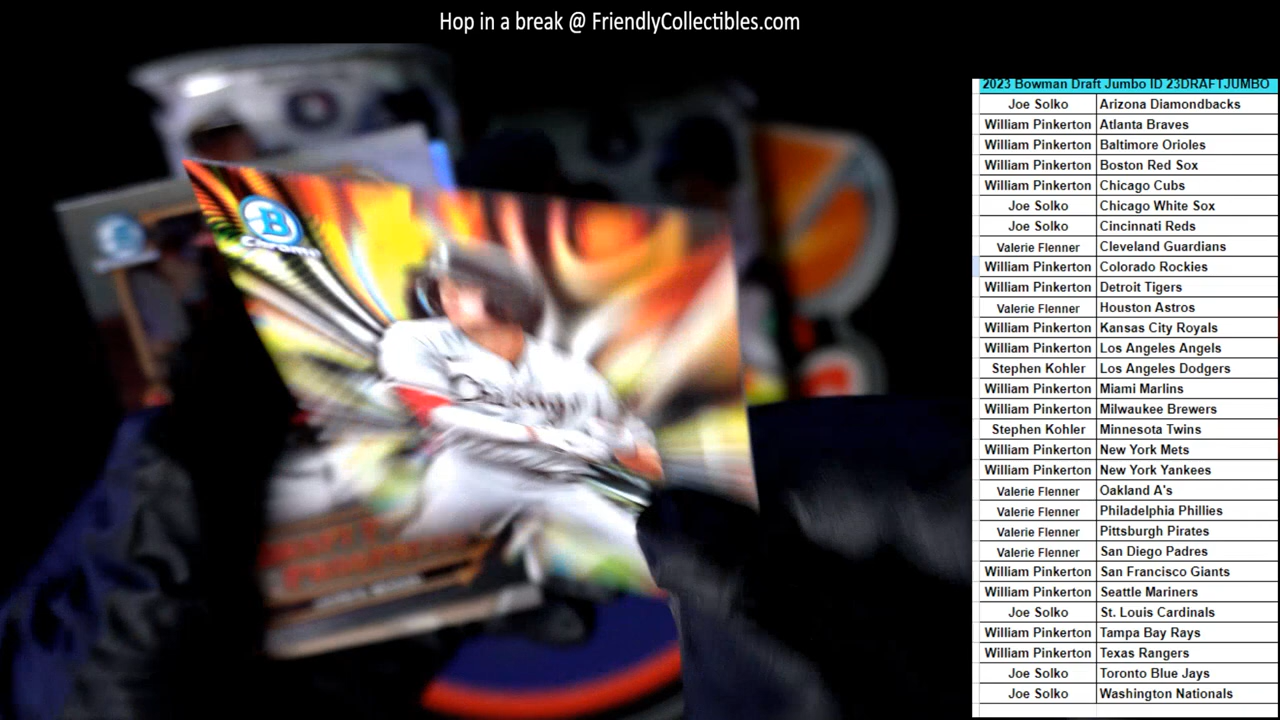 Hop in a break @ FriendlyCollectibles.com
2023 Bowman Draft Jumbo ID 23DRAFTJUMBO
Joe Solko Arizona Diamondbacks
William Pinkerton Atlanta Braves
William Pinkerton Baltimore Orioles
William Pinkerton Boston Red Sox
William Pinkerton Chicago Cubs
Joe Solko Chicago White Sox
Joe Solko Cincinnati Reds
Valerie Flenner Cleveland Guardians
William Pinkerton Colorado Rockies
William Pinkerton Detroit Tigers
Valerie Flenner Houston Astros
William Pinkerton Kansas City Royals
William Pinkerton Los Angeles Angels
Stephen Kohler Los Angeles Dodgers
William Pinkerton Miami Marlins
William Pinkerton Milwaukee Brewers
Stephen Kohler Minnesota Twins
William Pinkerton New York Mets
William Pinkerton New York Yankees
Valerie Flenner Oakland A's
Valerie Flenner Philadelphia Phillies
Valerie Flenner Pittsburgh Pirates
Valerie Flenner San Diego Padres
William Pinkerton San Francisco Giants
William Pinkerton Seattle Mariners
Joe Solko St. Louis Cardinals
William Pinkerton Tampa Bay Rays
William Pinkerton Texas Rangers
Joe Solko Toronto Blue Jays
Joe Solko Washington Nationals
B
Chrome